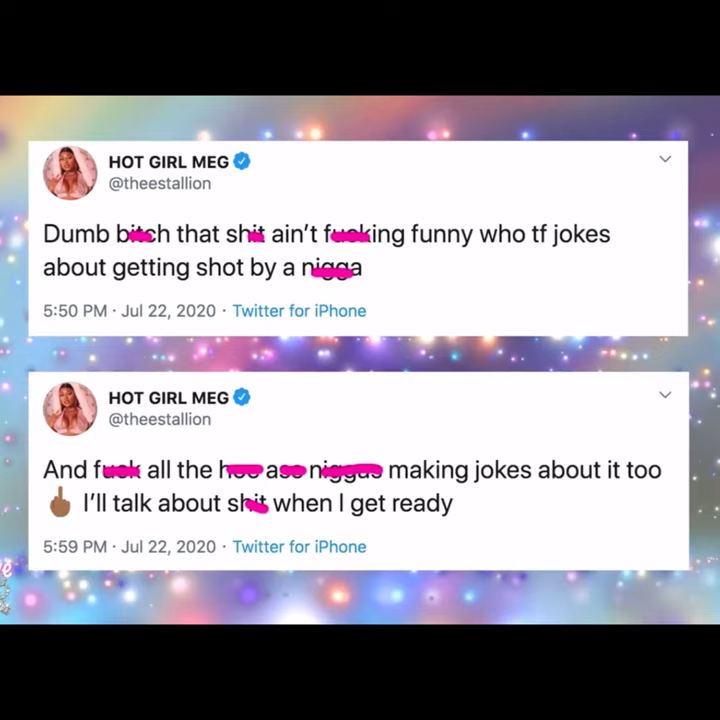 HOT GIRL MEG
@theestallion
Dumb bitch that shit ain't fucking funny who tf jokes
about getting shot by a nigga
5:50 PM · Jul 22, 2020 · Twitter for iPhone
HOT GIRL MEG
@theestallion
And fuck all the hoe ass niggas making jokes about it too
🖕🏾 I'll talk about shit when I get ready
5:59 PM · Jul 22, 2020 · Twitter for iPhone